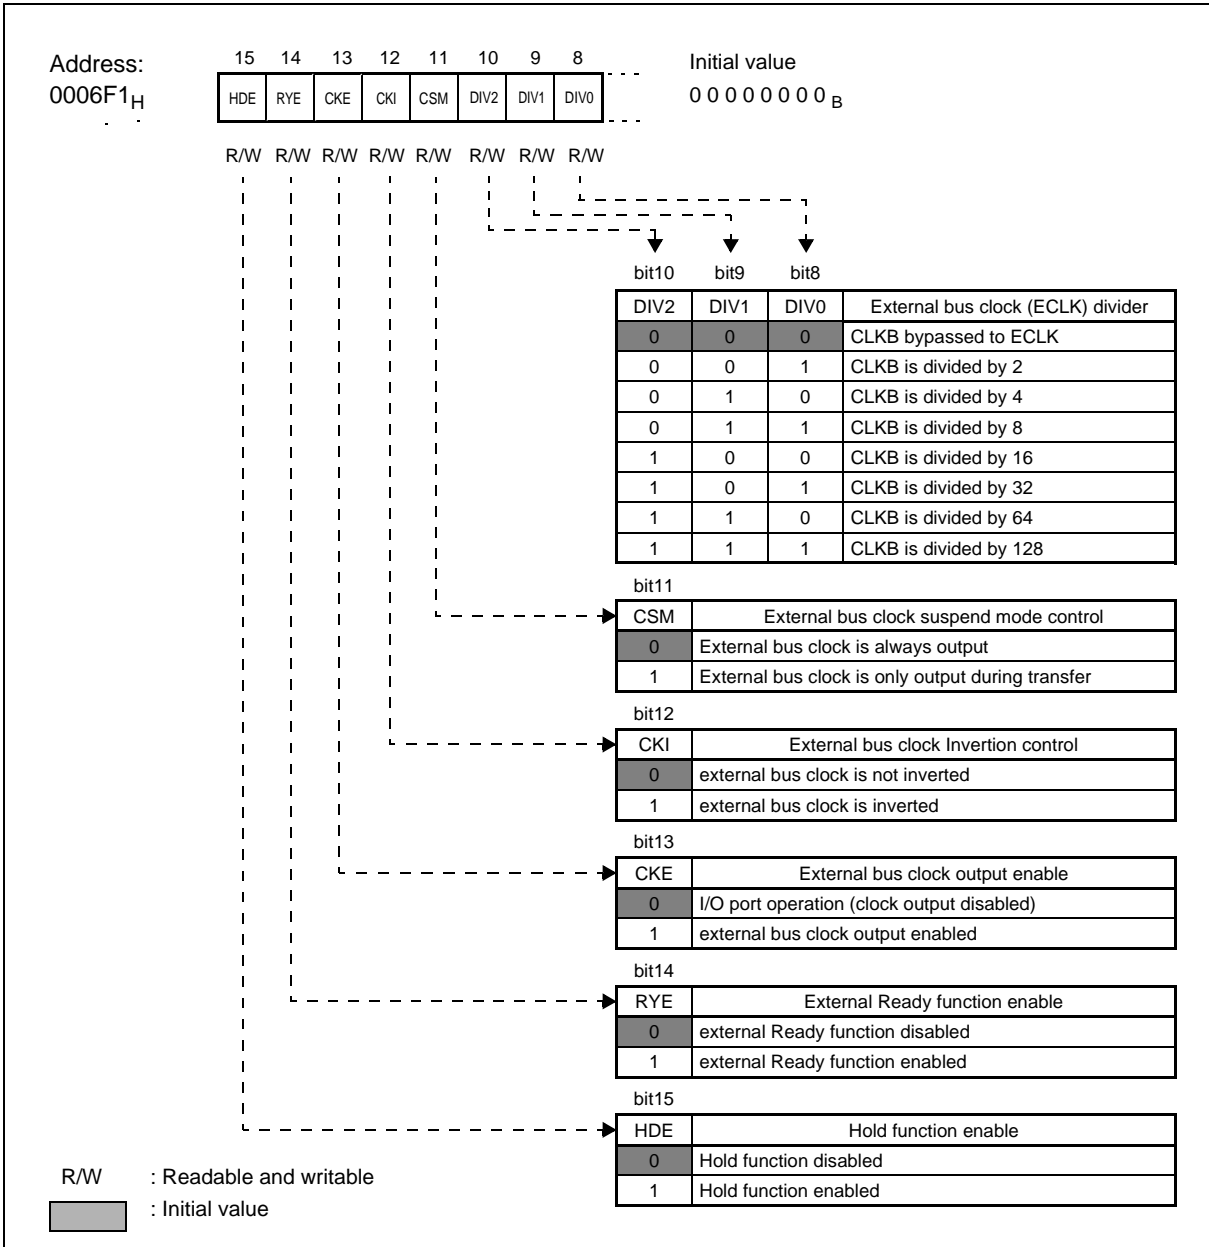 Address:
0006F1H
15 14 13 12 11 10 9 8
HDE RYE CKE CKI CSM DIV2 DIV1 DIV0
Initial value
0 0 0 0 0 0 0 0 B
R/W R/W R/W R/W R/W R/W R/W R/W
bit10 bit9 bit8
DIV2 DIV1 DIV0 External bus clock (ECLK) divider
0 0 0 CLKB bypassed to ECLK
0 0 1 CLKB is divided by 2
0 1 0 CLKB is divided by 4
0 1 1 CLKB is divided by 8
1 0 0 CLKB is divided by 16
1 0 1 CLKB is divided by 32
1 1 0 CLKB is divided by 64
1 1 1 CLKB is divided by 128
bit11
CSM External bus clock suspend mode control
0 External bus clock is always output
1 External bus clock is only output during transfer
bit12
CKI External bus clock Invertion control
0 external bus clock is not inverted
1 external bus clock is inverted
bit13
CKE External bus clock output enable
0 I/O port operation (clock output disabled)
1 external bus clock output enabled
bit14
RYE External Ready function enable
0 external Ready function disabled
1 external Ready function enabled
bit15
HDE Hold function enable
0 Hold function disabled
1 Hold function enabled
R/W : Readable and writable
: Initial value